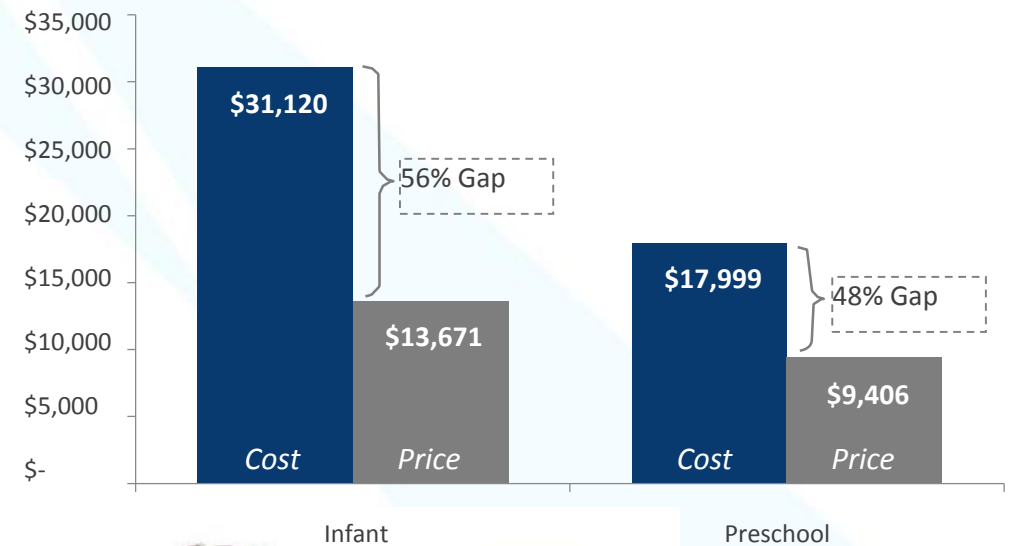 $35,000
$30,000
$25,000
$20,000
$15,000
$10,000
$5,000
$-
$31,120
56% Gap
$13,671
Cost
Price
$17,999
48% Gap
$9,406
Cost
Price
Infant
Preschool